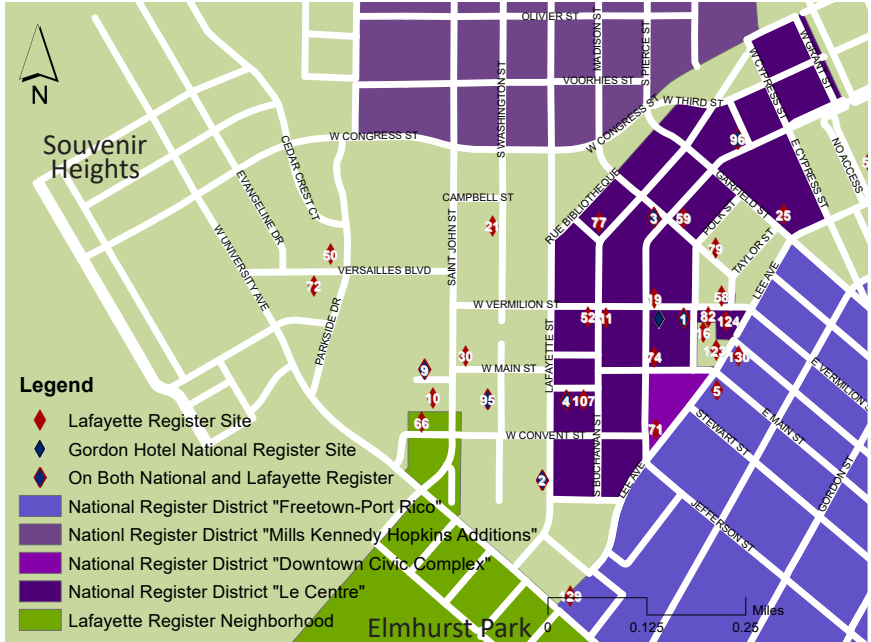 OLIVIER ST
MADISON ST
S PIERCE ST
W GRANT ST
W CYPRESS ST
S WASHINGTON ST
VOORHIES ST
W THIRD ST
N
W CONGRESS ST
W CONGRESS ST
Souvenir
Heights
CEDAR CREST CT
96
E CYPRESS ST
NO ACCESS
EVANGELINE DR
CAMPBELL ST
RUE BIBLIOTHEQUE
GARFIELD ST
W UNIVERSITY AVE
SAINT JOHN ST
21
77
3
59
POLK ST
25
50
79
TAYLOR ST
VERSAILLES BLVD
72
LEE AVE
W VERMILION ST
19
58
PARKSIDE DR
52
11
1
82
124
16
LAFAYETTE ST
30
74
123
130
E VERMILION ST
9
W MAIN ST
Legend
10
95
4
107
5
Lafayette Register Site
66
W CONVENT ST
S BUCHANAN ST
71
STEWART ST
E MAIN ST
Gordon Hotel National Register Site
GORDON ST
On Both National and Lafayette Register
2
LEE AVE
National Register District "Freetown-Port Rico"
JEFFERSON ST
Nationl Register District "Mills Kennedy Hopkins Additions"
National Register District "Downtown Civic Complex"
National Register District "Le Centre"
129
Miles
Lafayette Register Neighborhood
Elmhurst Park
0
0.125
0.25